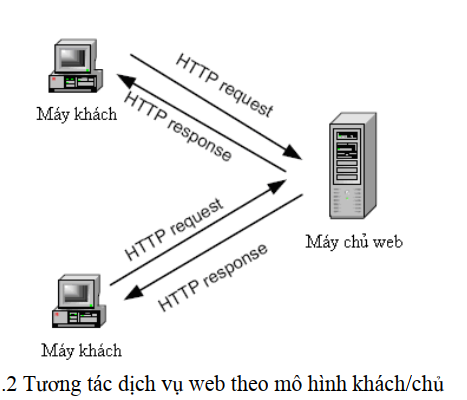 HTTP request
Máy khách
HTTP response
Máy chủ web
HTTP request
HTTP response
Máy khách
.2 Tương tác dịch vụ web theo mô hình khách/chủ